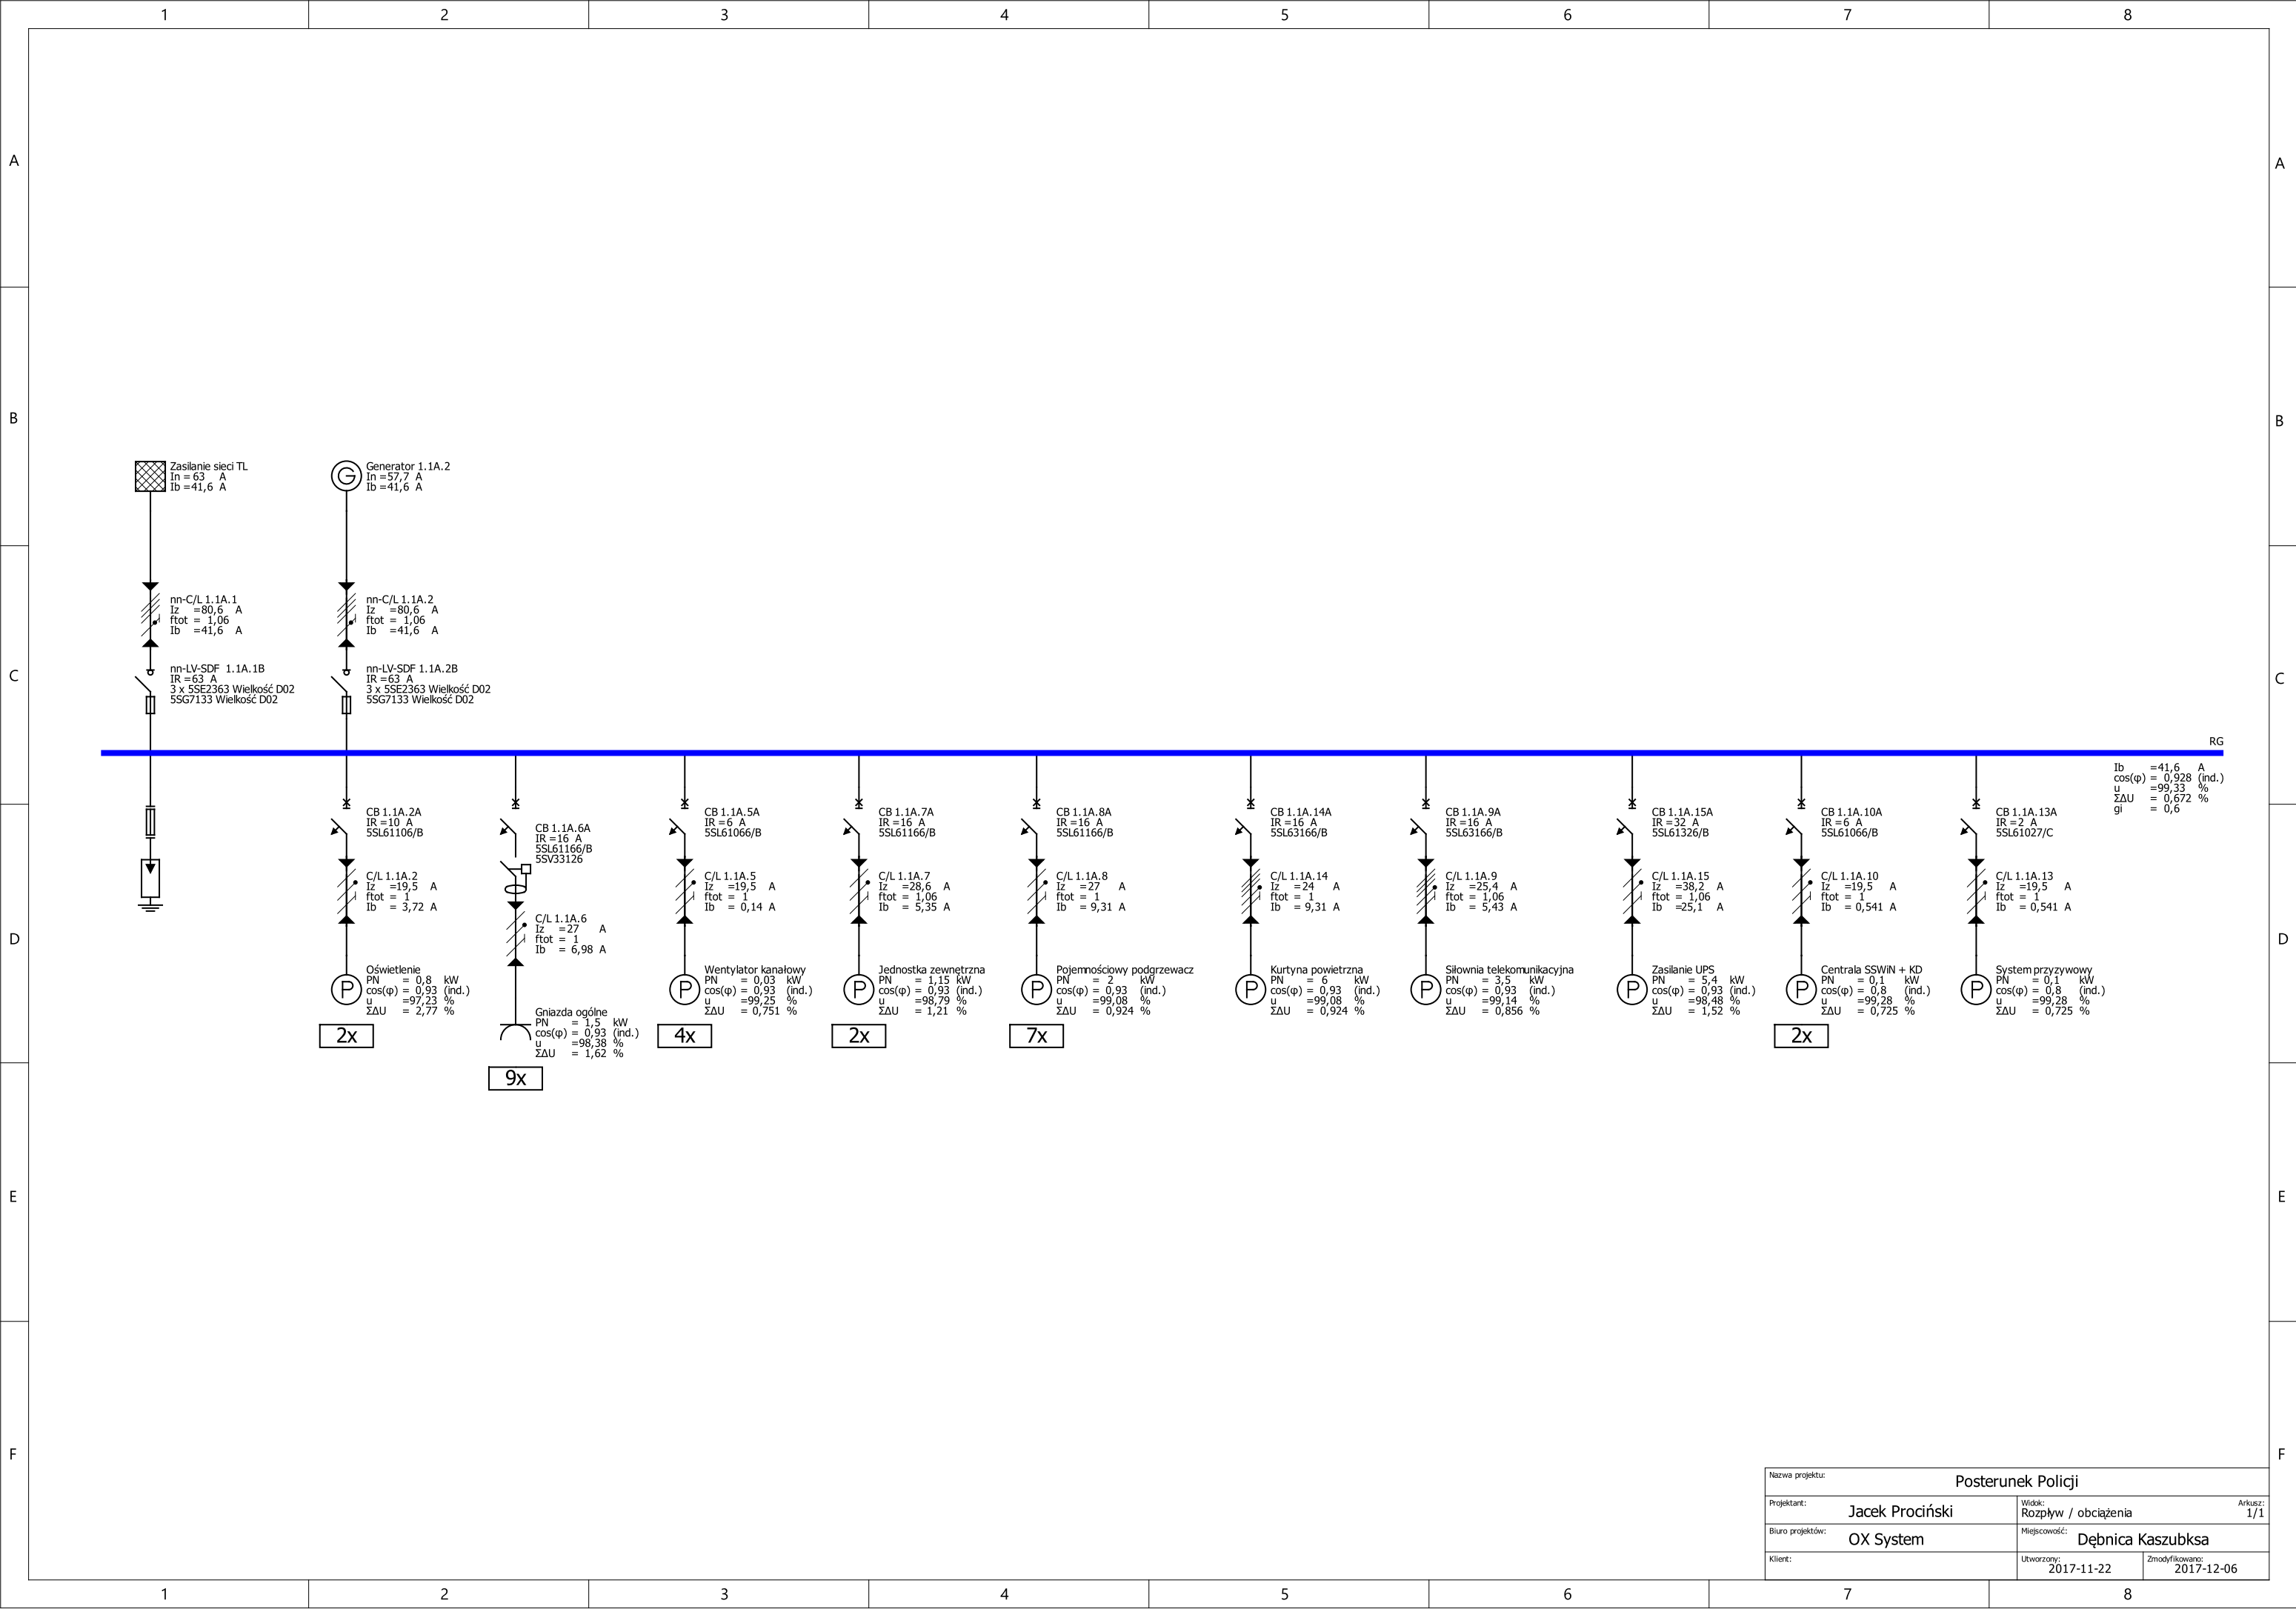 1 2 3 4 5 6 7 8
A A
B B
Zasilanie sieci TL
In = 63 A
Ib =41,6 A
Generator 1.1A.2
In =57,7 A
Ib =41,6 A
nn-C/L 1.1A.1
Iz =80,6 A
ftot = 1,06
Ib =41,6 A
nn-C/L 1.1A.2
Iz =80,6 A
ftot = 1,06
Ib =41,6 A
C C
nn-LV-SDF 1.1A.1B
IR =63 A
3 x 5SE2363 Wielkość D02
5SG7133 Wielkość D02
nn-LV-SDF 1.1A.2B
IR =63 A
3 x 5SE2363 Wielkość D02
5SG7133 Wielkość D02
RG
Ib =41,6 A
cos(φ) = 0,928 (ind.)
u =99,33 %
ΣΔU = 0,672 %
gi = 0,6
CB 1.1A.2A
IR =10 A
5SL61106/B
C/L 1.1A.2
Iz =19,5 A
ftot = 1
Ib = 3,72 A
Oświetlenie
PN = 0,8 kW
cos(φ) = 0,93 (ind.)
u =97,23 %
ΣΔU = 2,77 %
P
2x
CB 1.1A.6A
IR =16 A
5SL61166/B
5SV33126
C/L 1.1A.6
Iz =27 A
ftot = 1
Ib = 6,98 A
Gniazda ogólne
PN = 1,5 kW
cos(φ) = 0,93 (ind.)
u =98,38 %
ΣΔU = 1,62 %
9x
CB 1.1A.5A
IR =6 A
5SL61066/B
C/L 1.1A.5
Iz =19,5 A
ftot = 1
Ib = 0,14 A
Wentylator kanałowy
PN = 0,03 kW
cos(φ) = 0,93 (ind.)
u =99,25 %
ΣΔU = 0,751 %
P
4x
CB 1.1A.7A
IR =16 A
5SL61166/B
C/L 1.1A.7
Iz =28,6 A
ftot = 1,06
Ib = 5,35 A
Jednostka zewnętrzna
PN = 1,15 kW
cos(φ) = 0,93 (ind.)
u =98,79 %
ΣΔU = 1,21 %
P
2x
CB 1.1A.8A
IR =16 A
5SL61166/B
C/L 1.1A.8
Iz =27 A
ftot = 1
Ib = 9,31 A
Pojemnościowy podgrzewacz
PN = 2 kW
cos(φ) = 0,93 (ind.)
u =99,08 %
ΣΔU = 0,924 %
P
7x
CB 1.1A.14A
IR =16 A
5SL63166/B
C/L 1.1A.14
Iz =24 A
ftot = 1
Ib = 9,31 A
Kurtyna powietrzna
PN = 6 kW
cos(φ) = 0,93 (ind.)
u =99,08 %
ΣΔU = 0,924 %
P
CB 1.1A.9A
IR =16 A
5SL63166/B
C/L 1.1A.9
Iz =25,4 A
ftot = 1,06
Ib = 5,43 A
Siłownia telekomunikacyjna
PN = 3,5 kW
cos(φ) = 0,93 (ind.)
u =99,14 %
ΣΔU = 0,856 %
P
CB 1.1A.15A
IR =32 A
5SL61326/B
C/L 1.1A.15
Iz =38,2 A
ftot = 1,06
Ib =25,1 A
Zasilanie UPS
PN = 5,4 kW
cos(φ) = 0,93 (ind.)
u =98,48 %
ΣΔU = 1,52 %
P
CB 1.1A.10A
IR =6 A
5SL61066/B
C/L 1.1A.10
Iz =19,5 A
ftot = 1
Ib = 0,541 A
Centrala SSWiN + KD
PN = 0,1 kW
cos(φ) = 0,8 (ind.)
u =99,28 %
ΣΔU = 0,725 %
P
2x
CB 1.1A.13A
IR =2 A
5SL61027/C
C/L 1.1A.13
Iz =19,5 A
ftot = 1
Ib = 0,541 A
System przyzywowy
PN = 0,1 kW
cos(φ) = 0,8 (ind.)
u =99,28 %
ΣΔU = 0,725 %
P
D D
E E
F F
Nazwa projektu: Posterunek Policji
Projektant: Jacek Prociński
Widok: Rozpływ / obciążenia
Arkusz: 1/1
Biuro projektów: OX System
Miejscowość: Dębnica Kaszubksa
Klient:
Utworzony: 2017-11-22
Zmodyfikowano: 2017-12-06
1 2 3 4 5 6 7 8